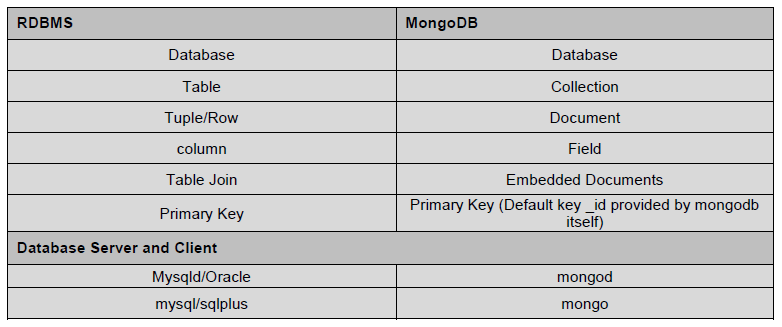 RDBMS MongoDB
Database Database
Table Collection
Tuple/Row Document
column Field
Table Join Embedded Documents
Primary Key Primary Key (Default key _id provided by mongodb
itself)
Database Server and Client
Mysqld/Oracle mongod
mysql/sqlplus mongo